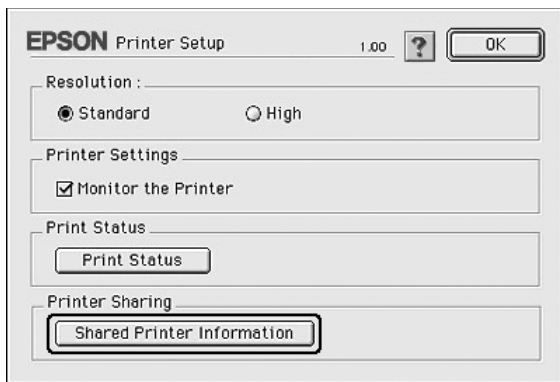 EPSON Printer Setup 1.00 ? OK
Resolution :
Standard High
Printer Settings
Monitor the Printer
Print Status
Print Status
Printer Sharing
Shared Printer Information